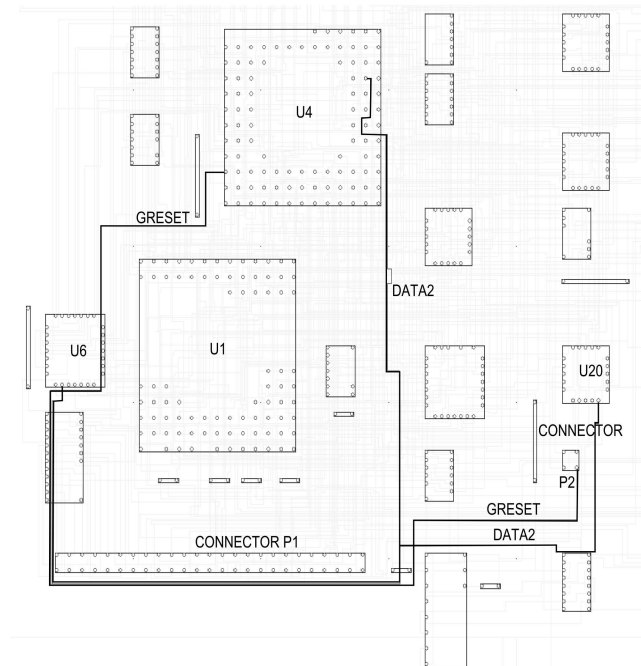 U4
GRESET
DATA2
U6
U1
U20
CONNECTOR
P2
GRESET
DATA2
CONNECTOR P1